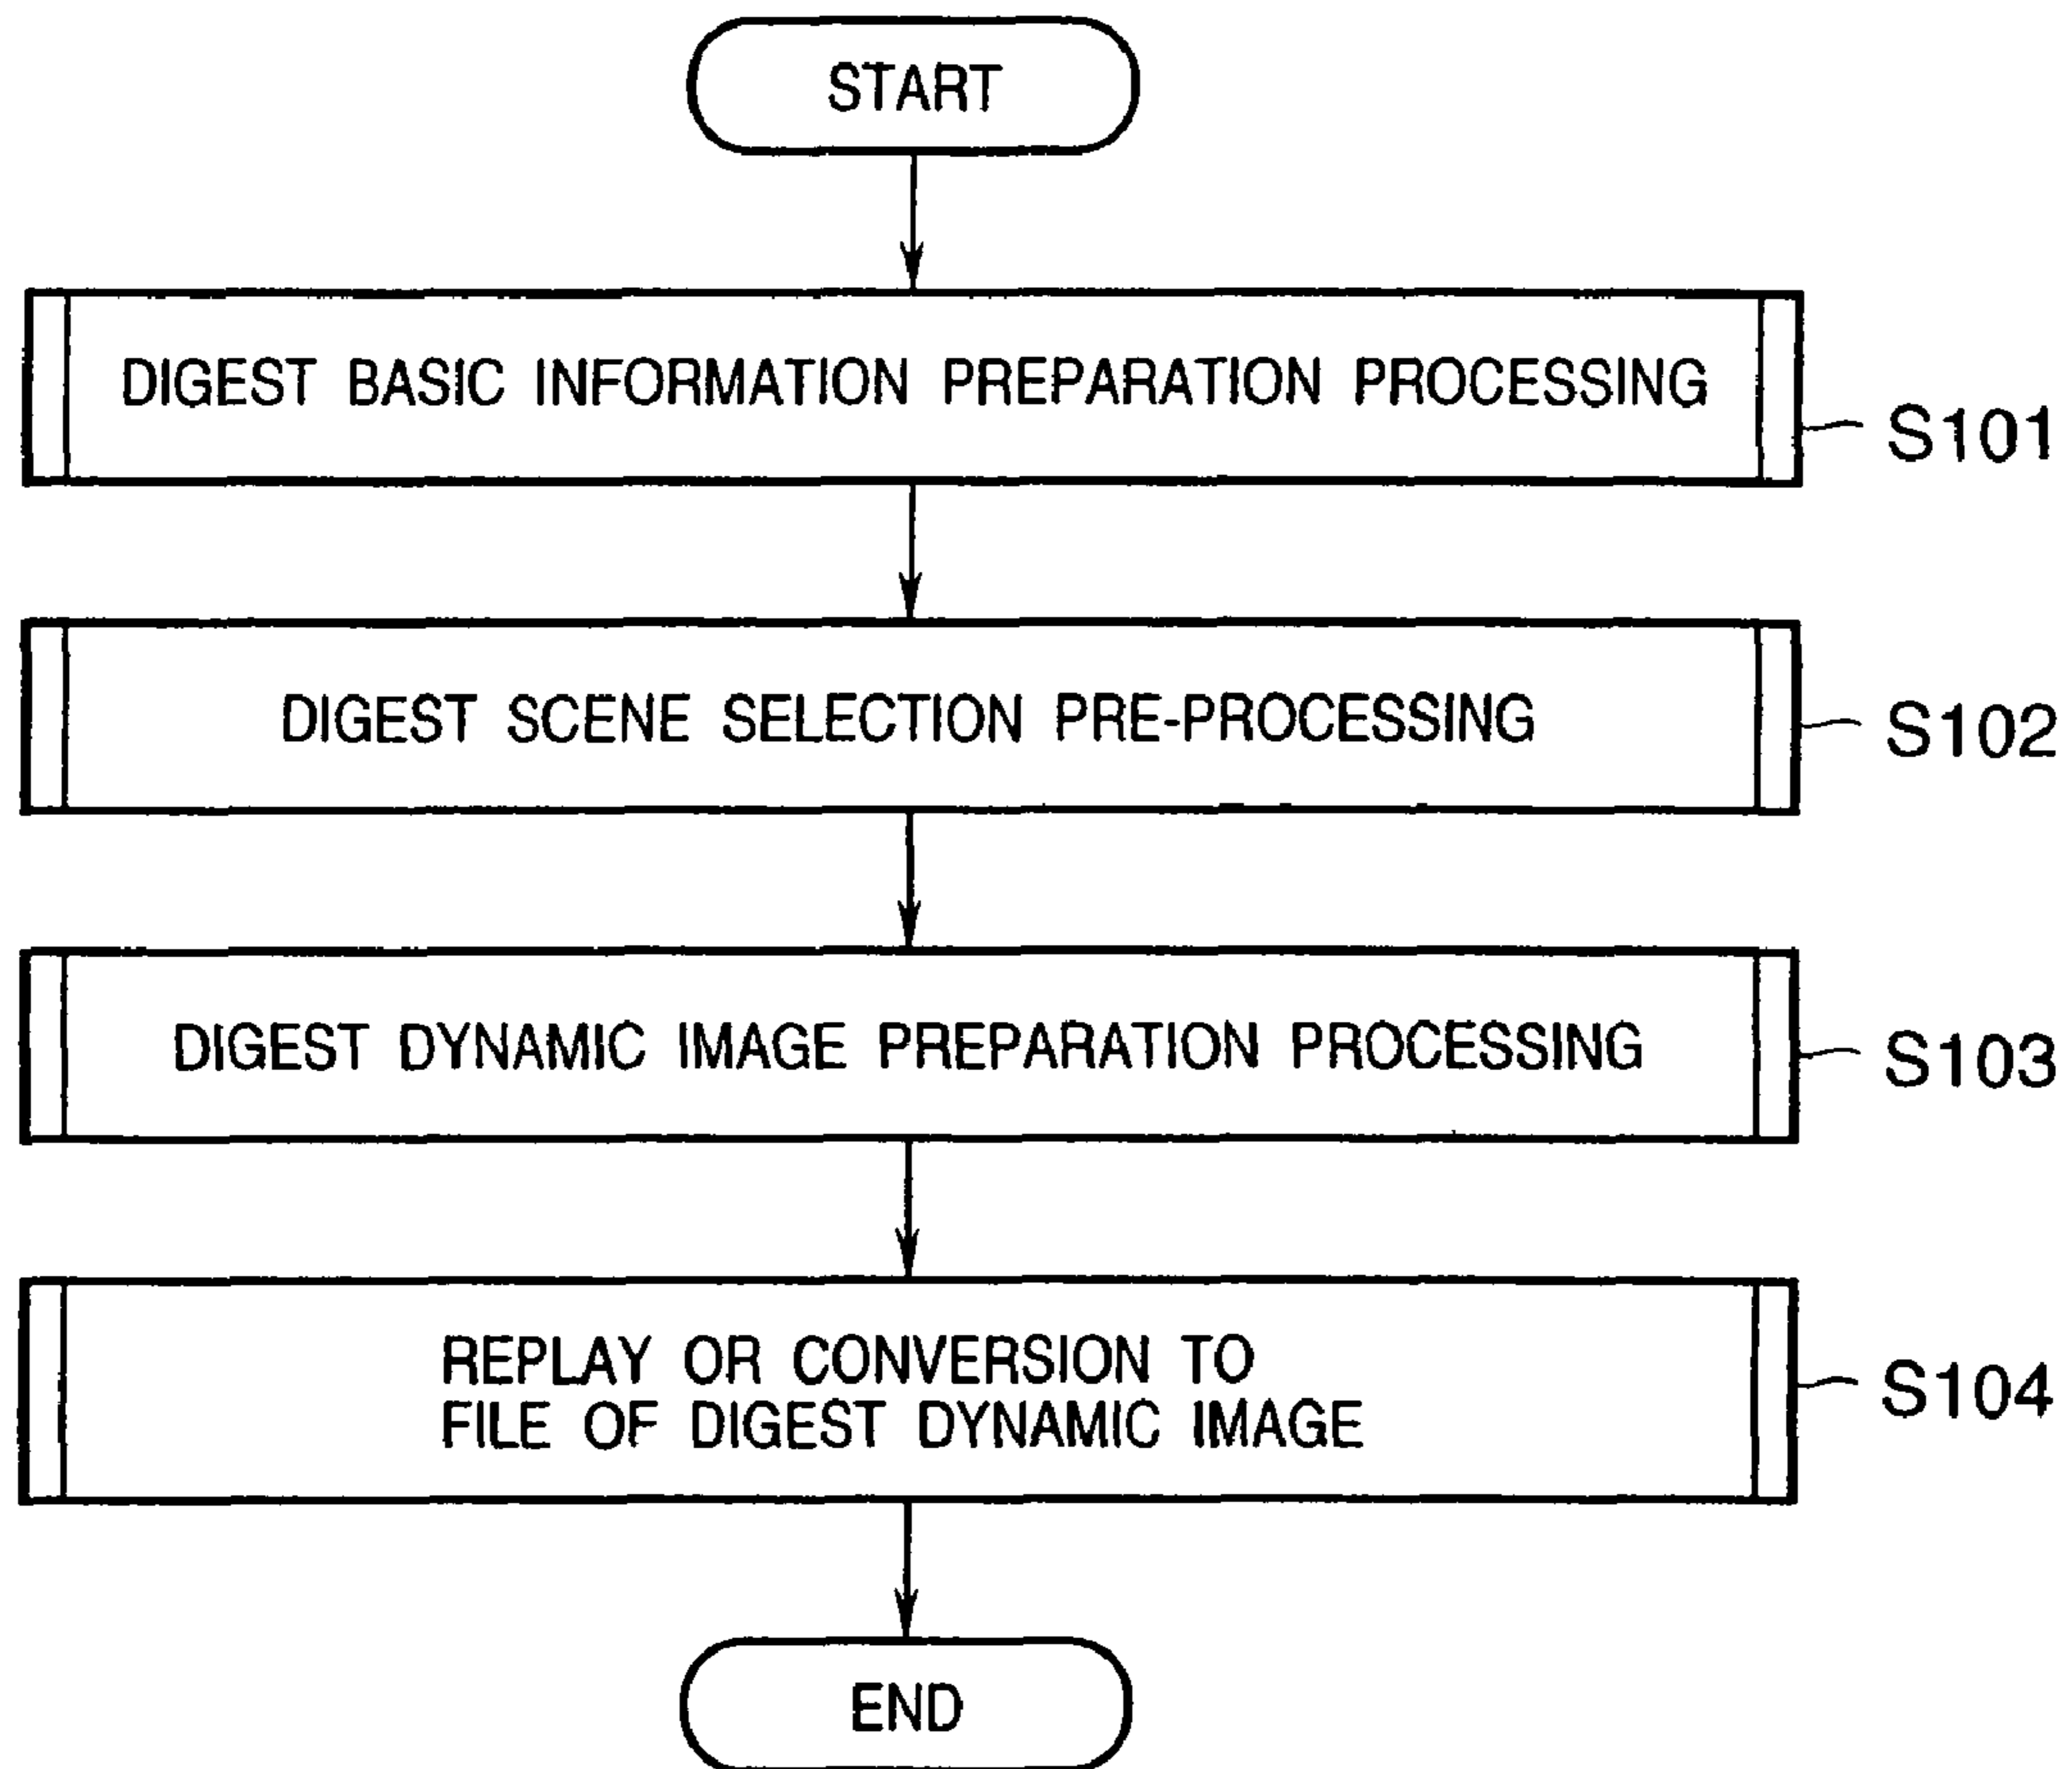 START
DIGEST BASIC INFORMATION PREPARATION PROCESSING
S101
DIGEST SCENE SELECTION PRE-PROCESSING
S102
DIGEST DYNAMIC IMAGE PREPARATION PROCESSING
S103
REPLAY OR CONVERSION TO
FILE OF DIGEST DYNAMIC IMAGE
S104
END